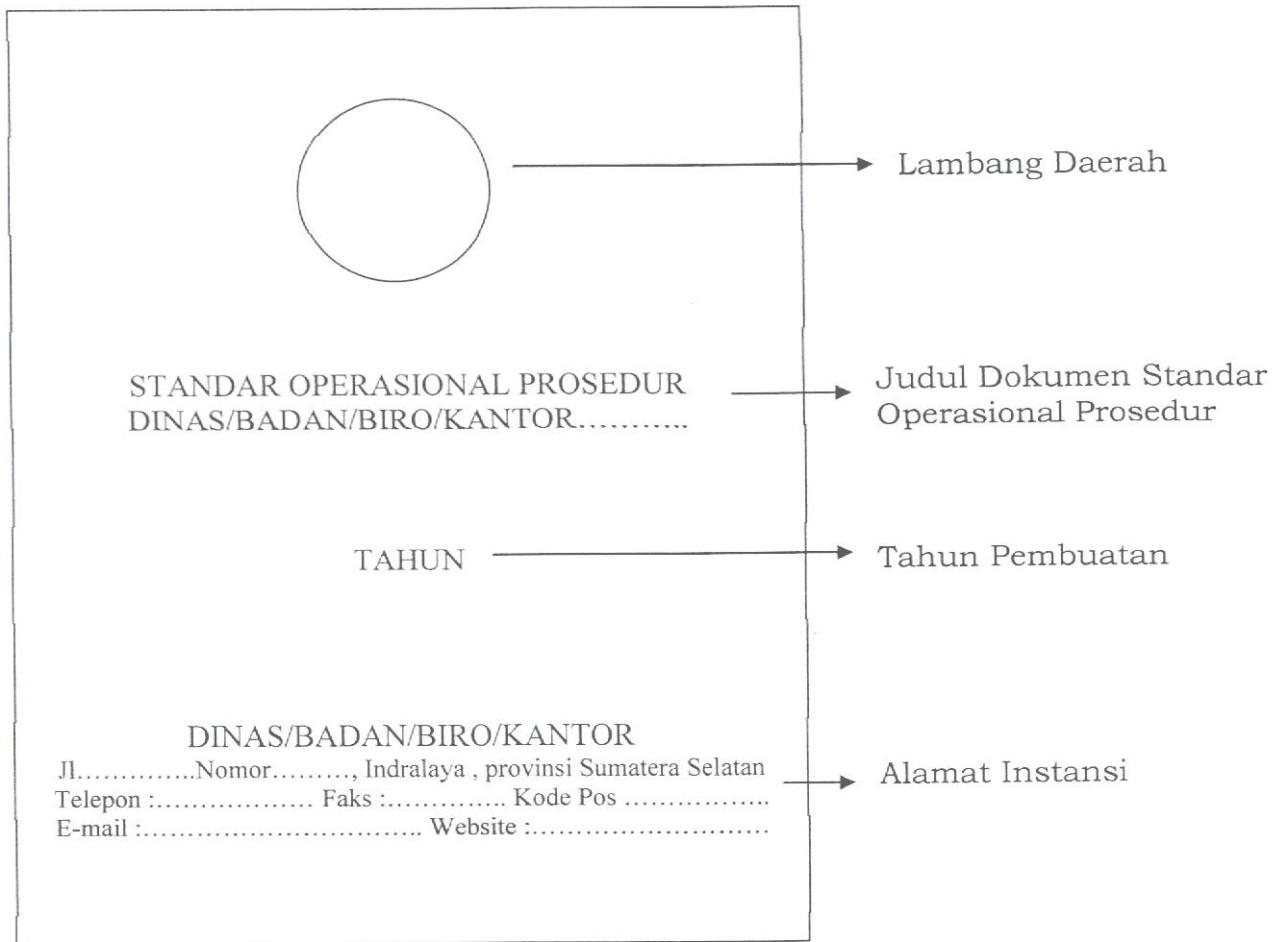 Lambang Daerah
STANDAR OPERASIONAL PROSEDUR
DINAS/BADAN/BIRO/KANTOR...........
Judul Dokumen Standar
Operasional Prosedur
TAHUN
Tahun Pembuatan
DINAS/BADAN/BIRO/KANTOR
Jl..............Nomor.........., Indralaya , provinsi Sumatera Selatan
Telepon :.................. Faks :............. Kode Pos .................
E-mail :................................ Website :...........................
Alamat Instansi